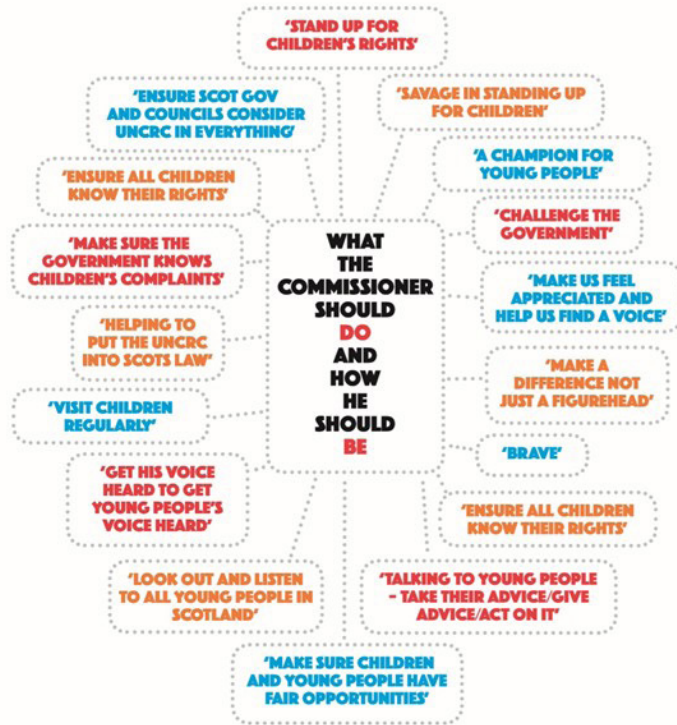 'STAND UP FOR
CHILDREN'S RIGHTS'
'ENSURE SCOT GOV
AND COUNCILS CONSIDER
UNCRC IN EVERYTHING'
'SAVAGE IN STANDING UP
FOR CHILDREN'
'A CHAMPION FOR
YOUNG PEOPLE'
'ENSURE ALL CHILDREN
KNOW THEIR RIGHTS'
'CHALLENGE THE
GOVERNMENT'
'MAKE SURE THE
GOVERNMENT KNOWS
CHILDREN'S COMPLAINTS'
WHAT
THE
COMMISSIONER
SHOULD
DO
AND
HOW
HE
SHOULD
BE
'MAKE US FEEL
APPRECIATED AND
HELP US FIND A VOICE'
'HELPING TO
PUT THE UNCRC
INTO SCOTS LAW'
'MAKE A
DIFFERENCE NOT
JUST A FIGUREHEAD'
'VISIT CHILDREN
REGULARLY'
'BRAVE'
'GET HIS VOICE
HEARD TO GET
YOUNG PEOPLE'S
VOICE HEARD'
'ENSURE ALL CHILDREN
KNOW THEIR RIGHTS'
'LOOK OUT AND LISTEN
TO ALL YOUNG PEOPLE IN
SCOTLAND'
'TALKING TO YOUNG PEOPLE
– TAKE THEIR ADVICE/GIVE
ADVICE/ACT ON IT'
'MAKE SURE CHILDREN
AND YOUNG PEOPLE HAVE
FAIR OPPORTUNITIES'